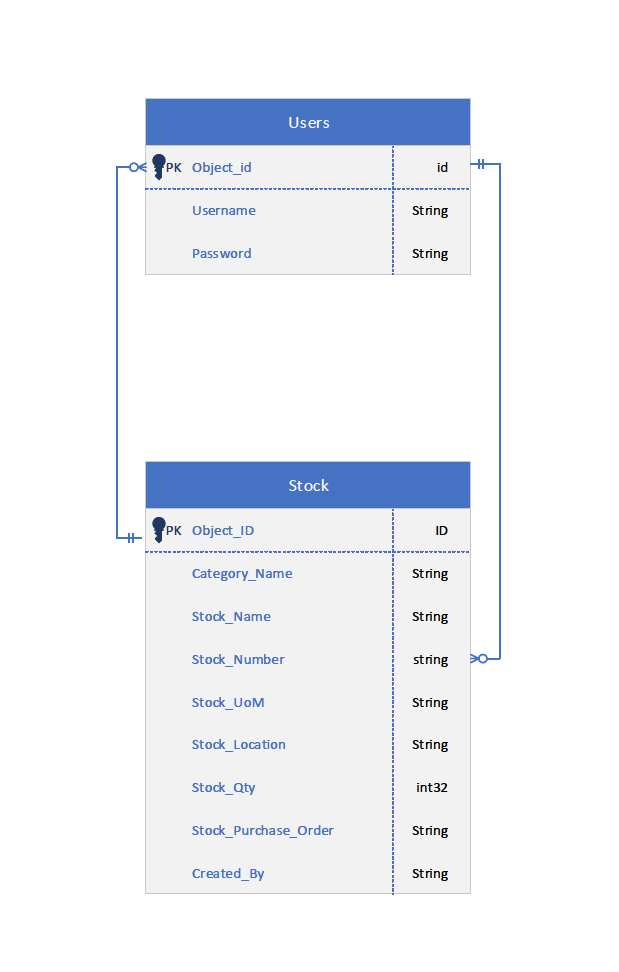 Users
PK Object_id id
Username String
Password String
Stock
PK Object_ID ID
Category_Name String
Stock_Name String
Stock_Number string
Stock_UoM String
Stock_Location String
Stock_Qty int32
Stock_Purchase_Order String
Created_By String